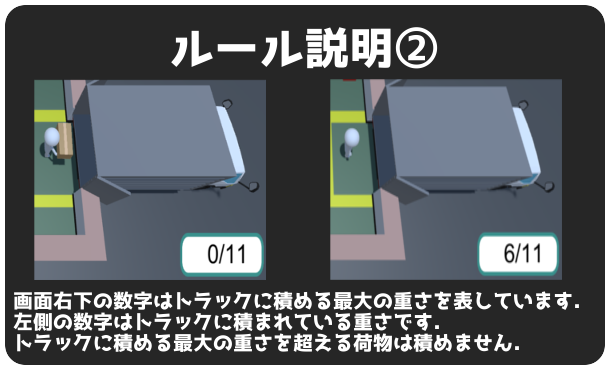 ルール説明②
0/11
6/11
画面右下の数字はトラックに積める最大の重さを表しています.
左側の数字はトラックに積まれている重さです.
トラックに積める最大の重さを超える荷物は積めません.